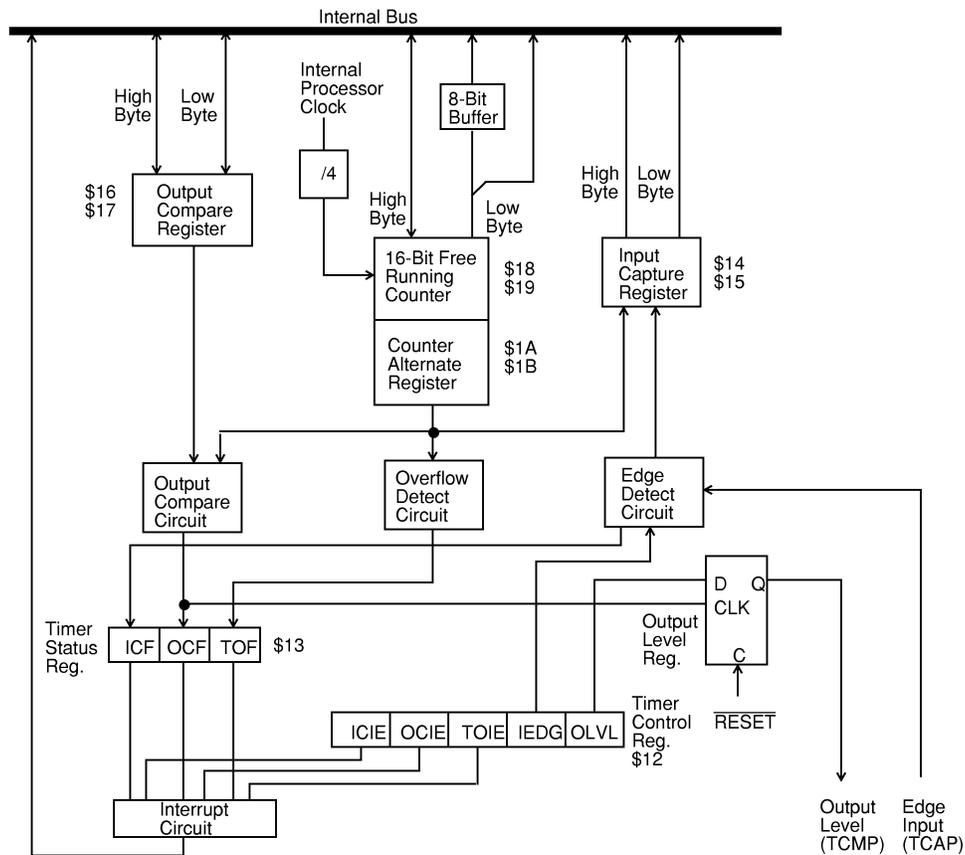 Internal Bus
High
Byte
Low
Byte
Internal
Processor
Clock
/4
8-Bit
Buffer
High
Byte
Low
Byte
High
Byte
Low
Byte
$16
$17
Output
Compare
Register
16-Bit Free
Running
Counter
$18
$19
Input
Capture
Register
$14
$15
Counter
Alternate
Register
$1A
$1B
Output
Compare
Circuit
Overflow
Detect
Circuit
Edge
Detect
Circuit
D Q
CLK
C
Output
Level
Reg.
RESET
Timer
Status
Reg.
ICF OCF TOF
$13
ICIE OCIE TOIE IEDG OLVL
Timer
Control
Reg.
$12
Interrupt
Circuit
Output
Level
(TCMP)
Edge
Input
(TCAP)